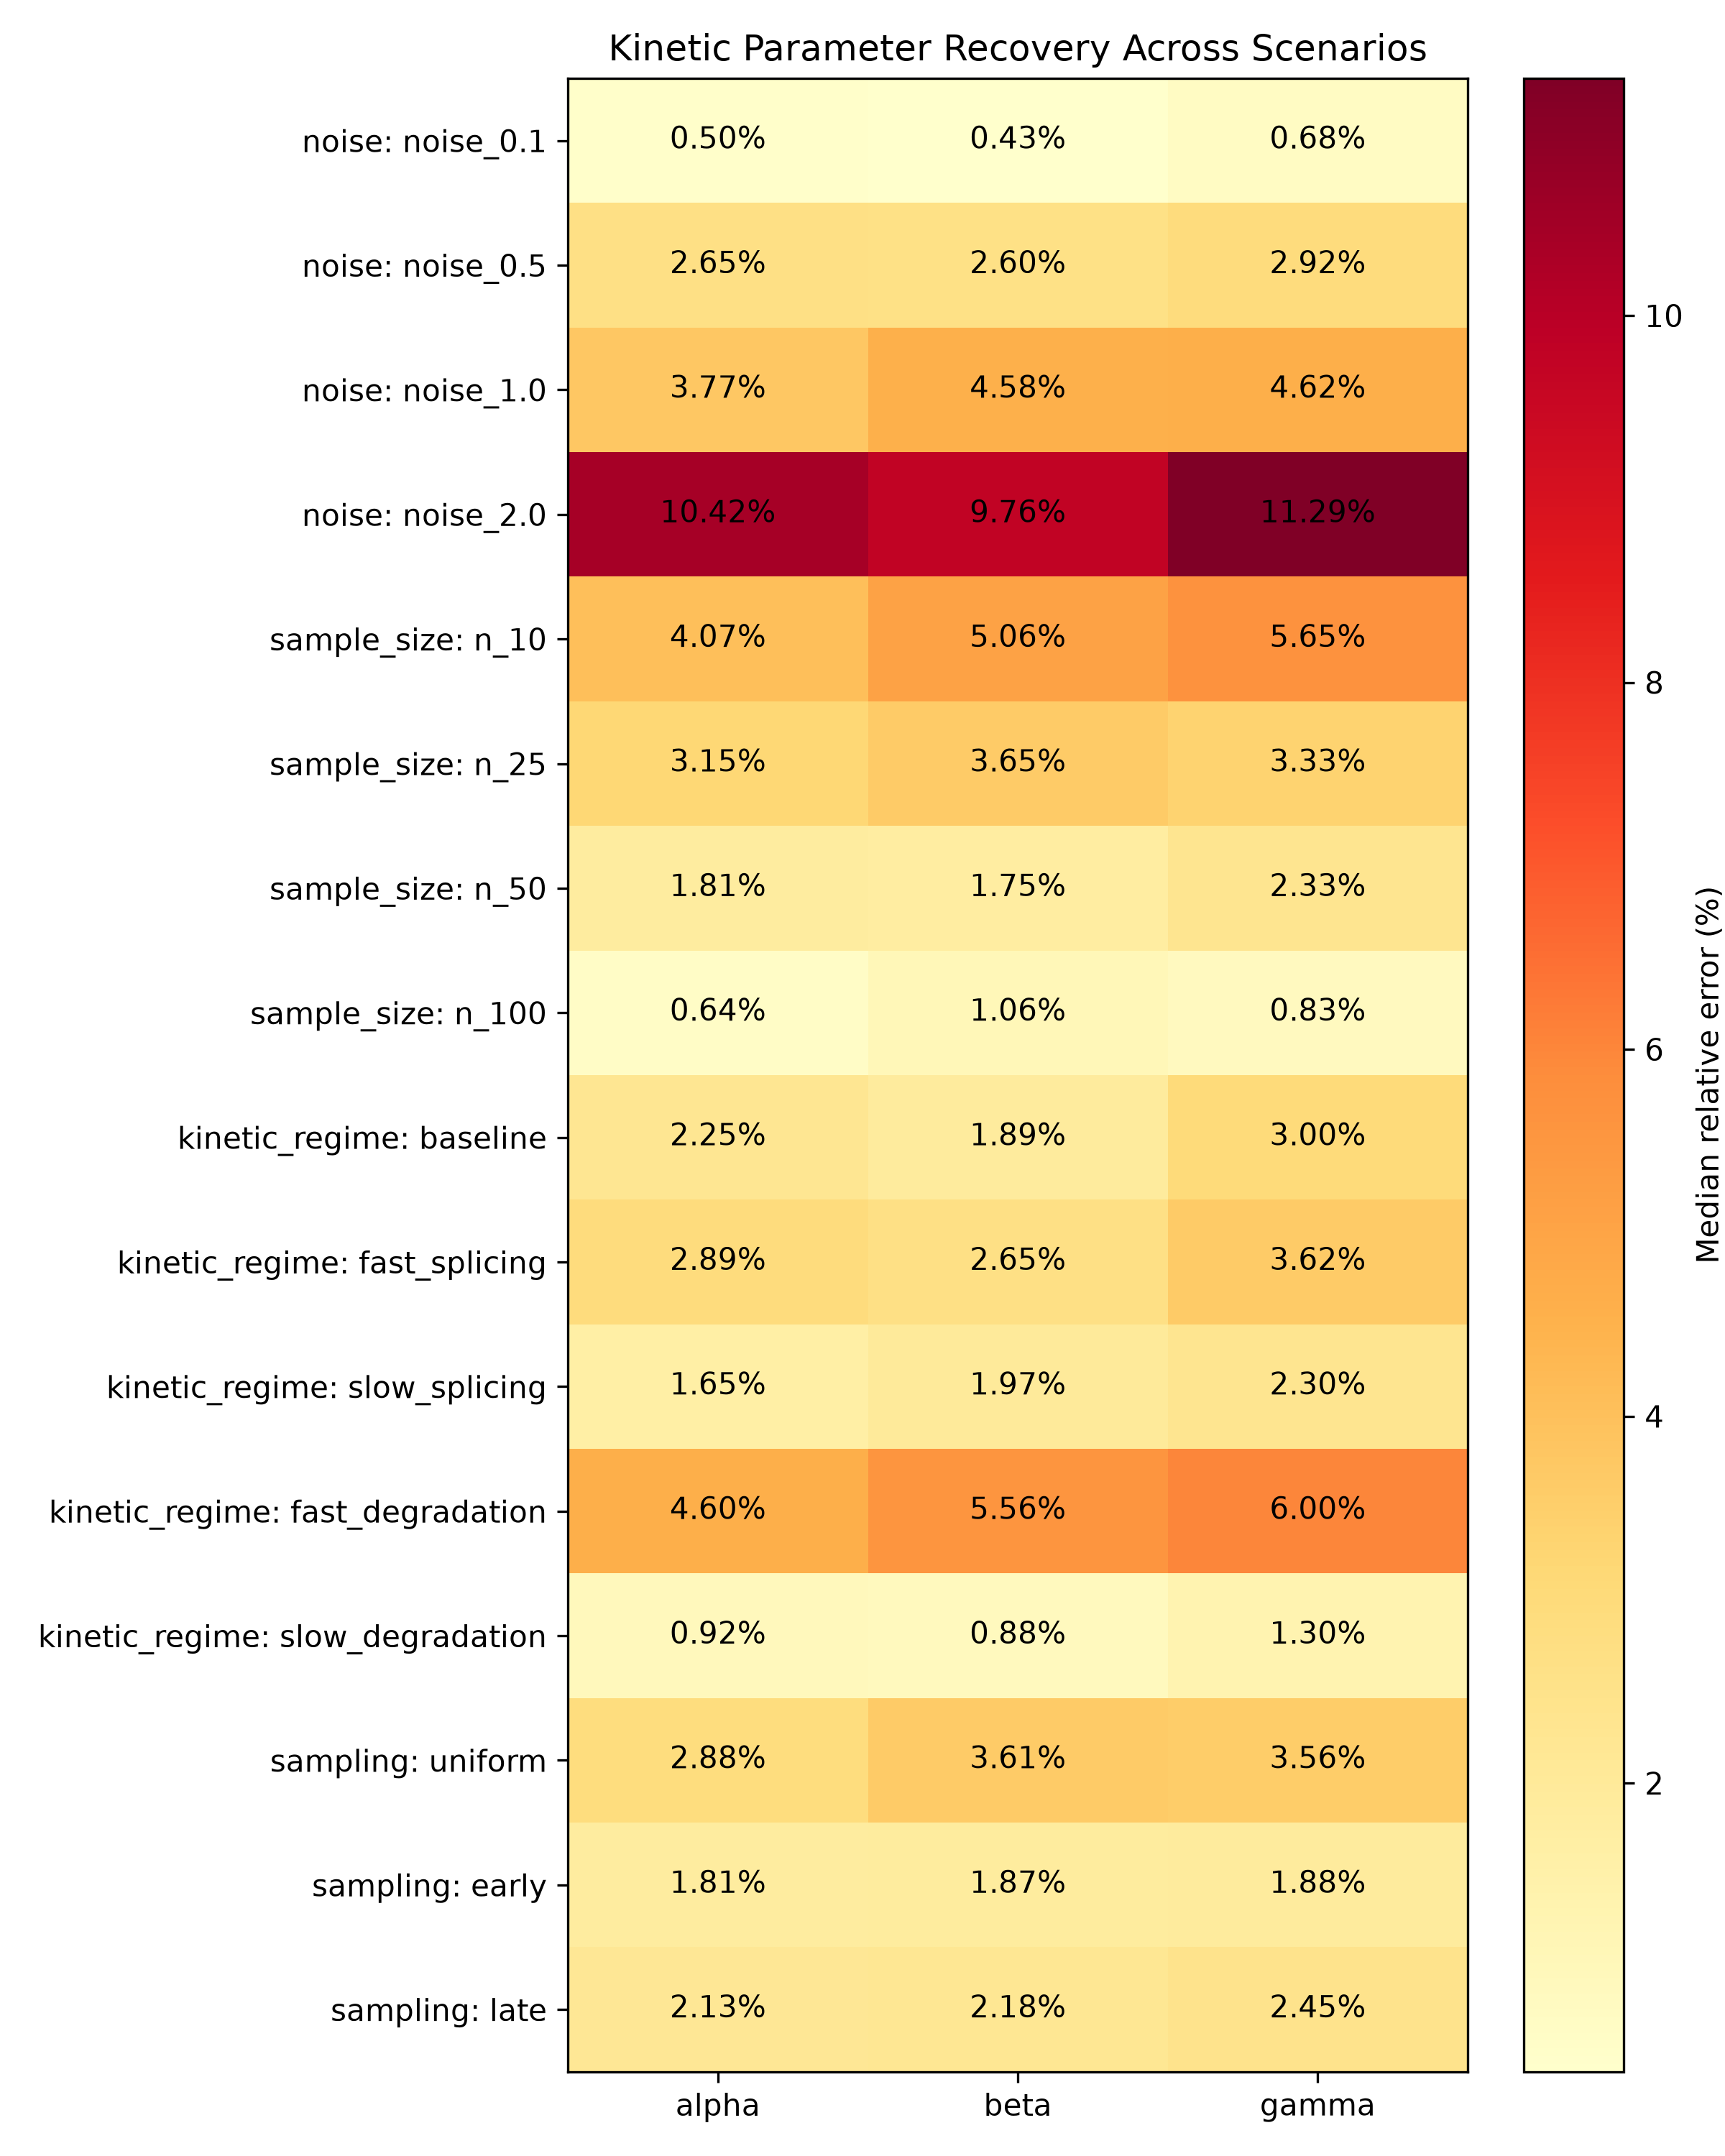 Kinetic Parameter Recovery Across Scenarios
noise: noise_0.1 0.50% 0.43% 0.68%
noise: noise_0.5 2.65% 2.60% 2.92%
noise: noise_1.0 3.77% 4.58% 4.62%
noise: noise_2.0 10.42% 9.76% 11.29%
sample_size: n_10 4.07% 5.06% 5.65%
sample_size: n_25 3.15% 3.65% 3.33%
sample_size: n_50 1.81% 1.75% 2.33%
sample_size: n_100 0.64% 1.06% 0.83%
kinetic_regime: baseline 2.25% 1.89% 3.00%
kinetic_regime: fast_splicing 2.89% 2.65% 3.62%
kinetic_regime: slow_splicing 1.65% 1.97% 2.30%
kinetic_regime: fast_degradation 4.60% 5.56% 6.00%
kinetic_regime: slow_degradation 0.92% 0.88% 1.30%
sampling: uniform 2.88% 3.61% 3.56%
sampling: early 1.81% 1.87% 1.88%
sampling: late 2.13% 2.18% 2.45%
alpha beta gamma
10
8
6
4
2
Median relative error (%)